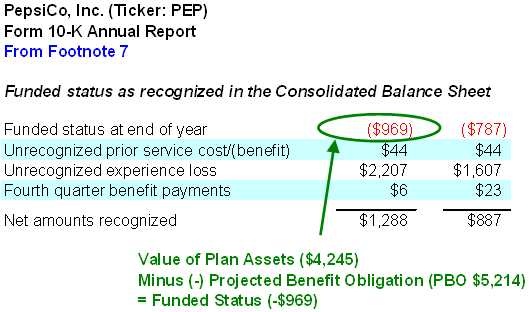 PepsiCo, Inc. (Ticker: PEP)
Form 10-K Annual Report
From Footnote 7
Funded status as recognized in the Consolidated Balance Sheet
Funded status at end of year ($969) ($787)
Unrecognized prior service cost/(benefit) $44 $44
Unrecognized experience loss $2,207 $1,607
Fourth quarter benefit payments $6 $23
Net amounts recognized $1,288 $887
Value of Plan Assets ($4,245)
Minus (-) Projected Benefit Obligation (PBO $5,214)
= Funded Status (-$969)